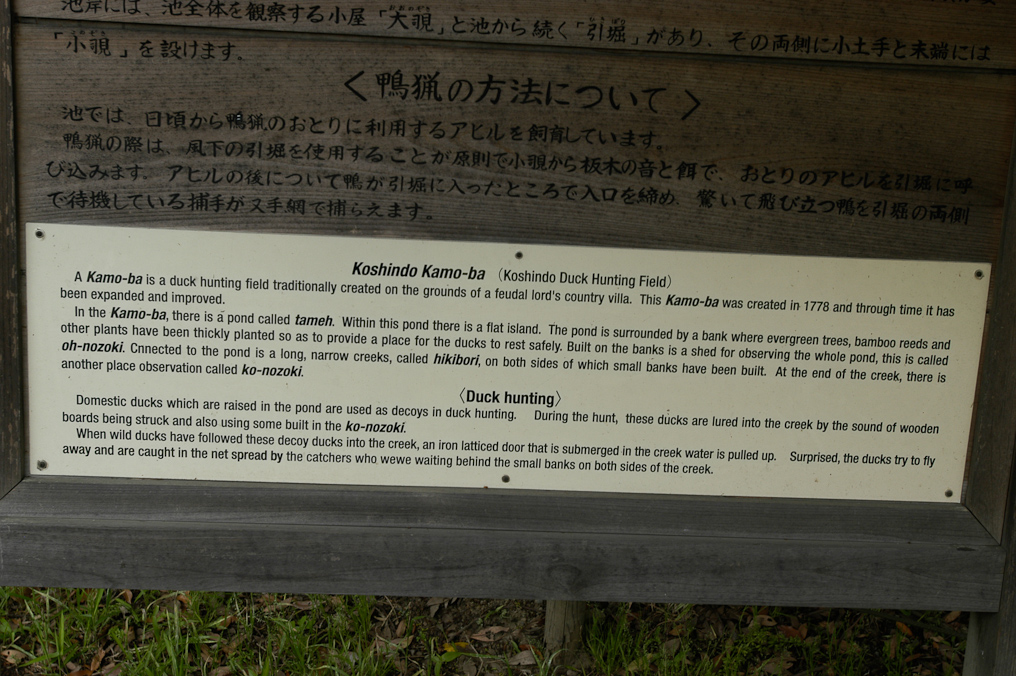 池岸には、池全体を観察する小屋「大覗」と池から続く「引堀」があり、その両側に小土手と末端には
「小覗」を設けます。
＜鴨猟の方法について＞
池では、日頃から鴨猟のおとりに利用するアヒルを飼育しています。
鴨猟の際は、風下の引堀を使用することが原則で小覗から板木の音と餌で、おとりのアヒルを引堀に呼
び込みます。アヒルの後について鴨が引堀に入ったところで入口を締め、驚いて飛び立つ鴨を引堀の両側
で待機している捕手が叉手網で捕らえます。
Koshindo Kamo-ba （Koshindo Duck Hunting Field）
A Kamo-ba is a duck hunting field traditionally created on the grounds of a feudal lord's country villa. This Kamo-ba was created in 1778 and through time it has
been expanded and improved.
In the Kamo-ba, there is a pond called tameh. Within this pond there is a flat island. The pond is surrounded by a bank where evergreen trees, bamboo reeds and
other plants have been thickly planted so as to provide a place for the ducks to rest safely. Built on the banks is a shed for observing the whole pond, this is called
oh-nozoki. Cnnected to the pond is a long, narrow creeks, called hikibori, on both sides of which small banks have been built. At the end of the creek, there is
another place observation called ko-nozoki.
〈Duck hunting〉
Domestic ducks which are raised in the pond are used as decoys in duck hunting. During the hunt, these ducks are lured into the creek by the sound of wooden
boards being struck and also using some built in the ko-nozoki.
When wild ducks have followed these decoy ducks into the creek, an iron latticed door that is submerged in the creek water is pulled up. Surprised, the ducks try to fly
away and are caught in the net spread by the catchers who wewe waiting behind the small banks on both sides of the creek.